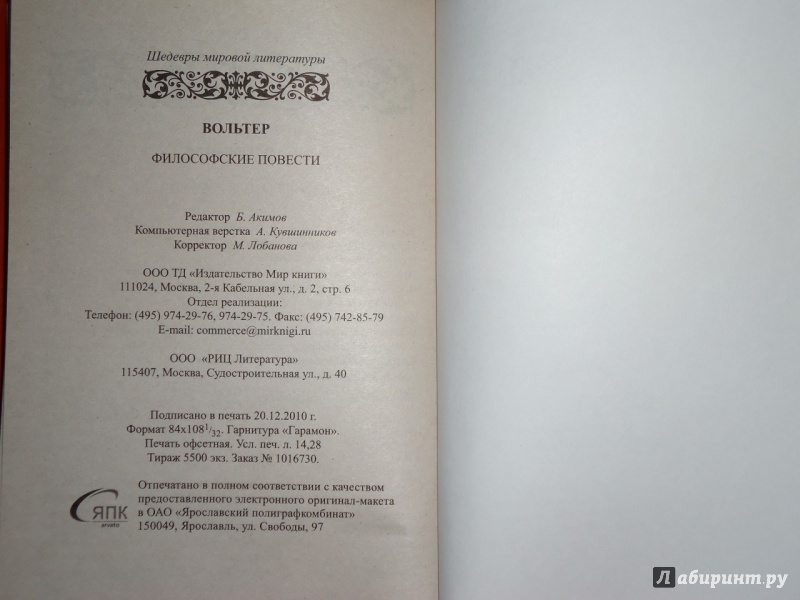 Шедевры мировой литературы
ВОЛЬТЕР
ФИЛОСОФСКИЕ ПОВЕСТИ
Редактор Б. Акимов
Компьютерная верстка А. Кувшинников
Корректор М. Лобанова
ООО ТД «Издательство Мир книги»
111024, Москва, 2-я Кабельная ул., д. 2, стр. 6
Отдел реализации:
Телефон: (495) 974-29-76, 974-29-75. Факс: (495) 742-85-79
E-mail: commerce@mirknigi.ru
ООО «РИЦ Литература»
115407, Москва, Судостроительная ул., д. 40
Подписано в печать 20.12.2010 г.
Формат 84х108 1/32. Гарнитура «Гарамон».
Печать офсетная. Усл. печ. л. 14,28
Тираж 5500 экз. Заказ № 1016730.
Отпечатано в полном соответствии с качеством
предоставленного электронного оригинал-макета
в ОАО «Ярославский полиграфкомбинат»
150049, Ярославль, ул. Свободы, 97
ЯПК
arvato
Лабиринт.ру